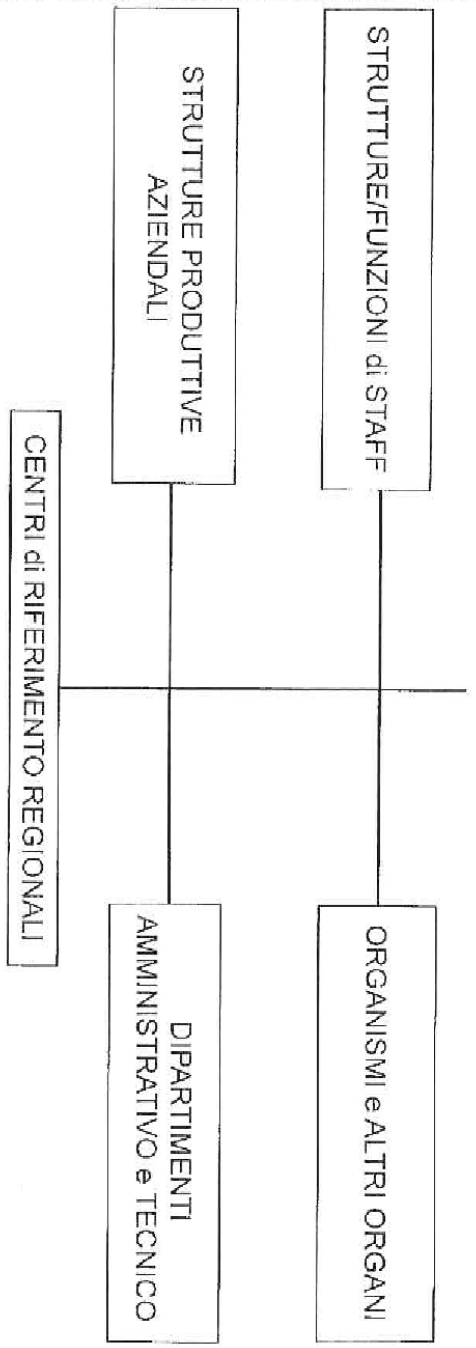 STRUTTURE/FUNZIONI di STAFF
ORGANISMI e ALTRI ORGANI
STRUTTURE PRODUTTIVE
AZIENDALI
DIPARTIMENTI
AMMINISTRATIVO e TECNICO
CENTRI di RIFERIMENTO REGIONALI